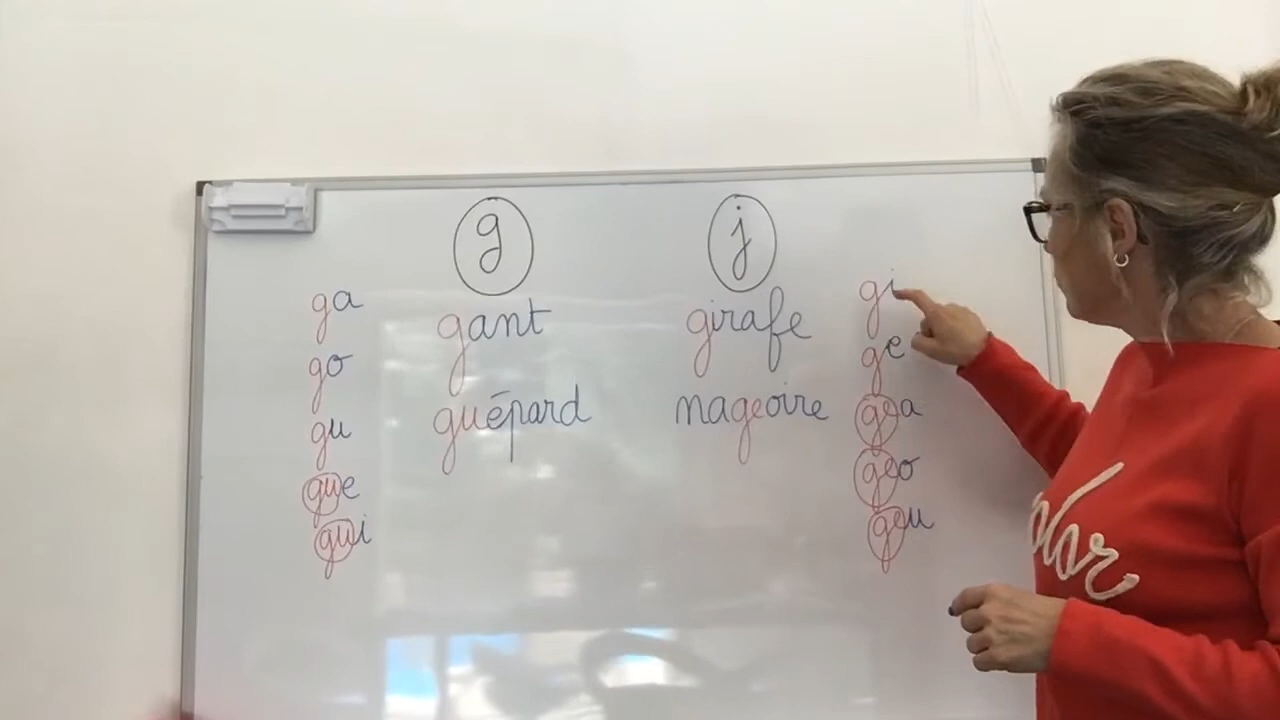 g j
ga gant girafe gi
go ge
gu guépard nageoire gea
gue geo
gui geu